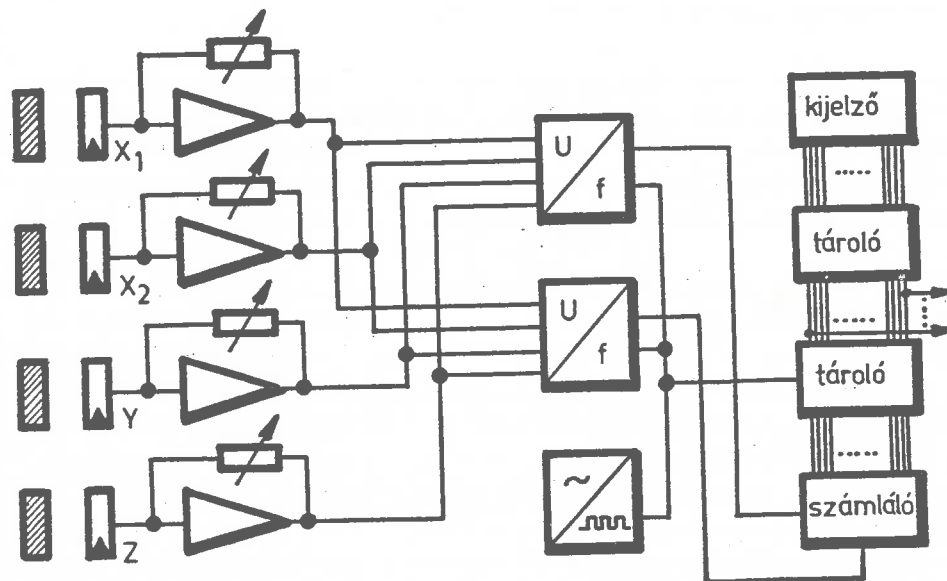 X1
X2
Y
Z
U
f
U
f
kijelző
tároló
tároló
számláló